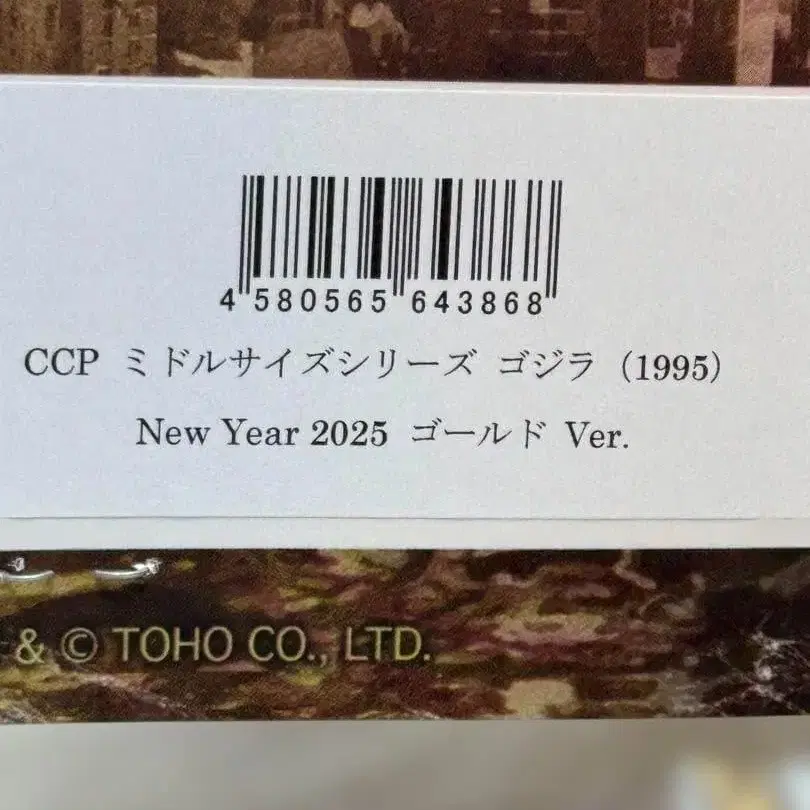 4 580565 643868
CCP ミドルサイズシリーズ ゴジラ（1995）
New Year 2025 ゴールド Ver.
& © TOHO CO., LTD.